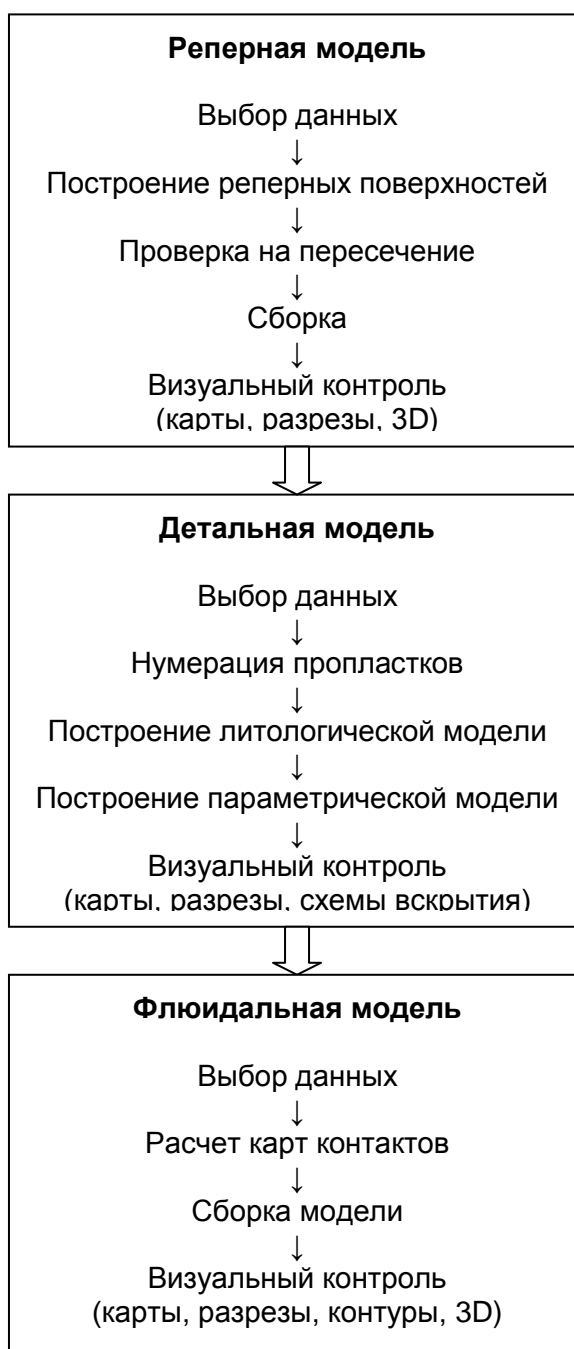 Реперная модель
Выбор данных
↓
Построение реперных поверхностей
↓
Проверка на пересечение
↓
Сборка
↓
Визуальный контроль
(карты, разрезы, 3D)
Детальная модель
Выбор данных
↓
Нумерация пропластков
↓
Построение литологической модели
↓
Построение параметрической модели
↓
Визуальный контроль
(карты, разрезы, схемы вскрытия)
Флюидальная модель
Выбор данных
↓
Расчет карт контактов
↓
Сборка модели
↓
Визуальный контроль
(карты, разрезы, контуры, 3D)